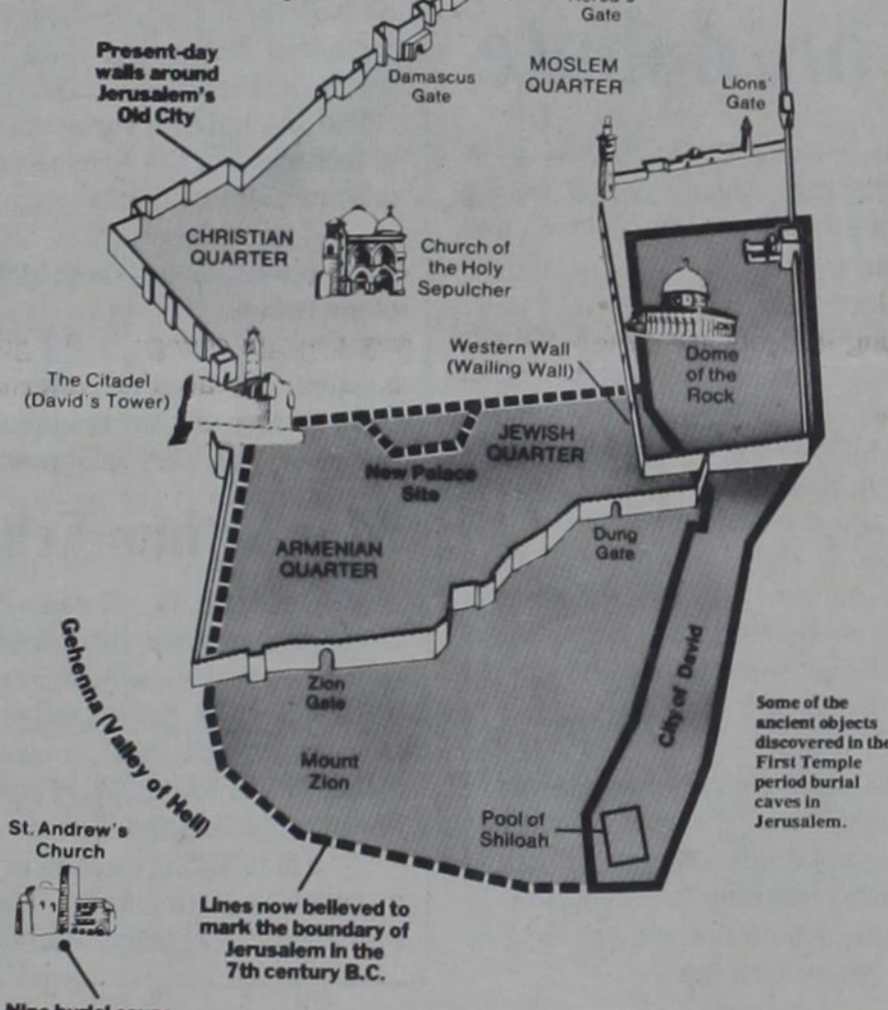 Gate
Present-day
walls around
Jerusalem's
Old City
Damascus
Gate
MOSLEM
QUARTER
Lions'
Gate
CHRISTIAN
QUARTER
Church of
the Holy
Sepulcher
Western Wall
(Wailing Wall)
Dome
of the
Rock
The Citadel
(David's Tower)
JEWISH
QUARTER
New Palace
Site
ARMENIAN
QUARTER
Dung
Gate
Gehenna (Valley of Hell)
Zion
Gate
City of David
Mount
Zion
Some of the
ancient objects
discovered in the
First Temple
period burial
caves in
Jerusalem.
Pool of
Shiloah
St. Andrew's
Church
Lines now believed to
mark the boundary of
Jerusalem in the
7th century B.C.